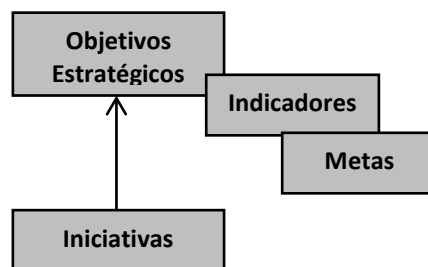 Objetivos
Estratégicos
Indicadores
Metas
Iniciativas